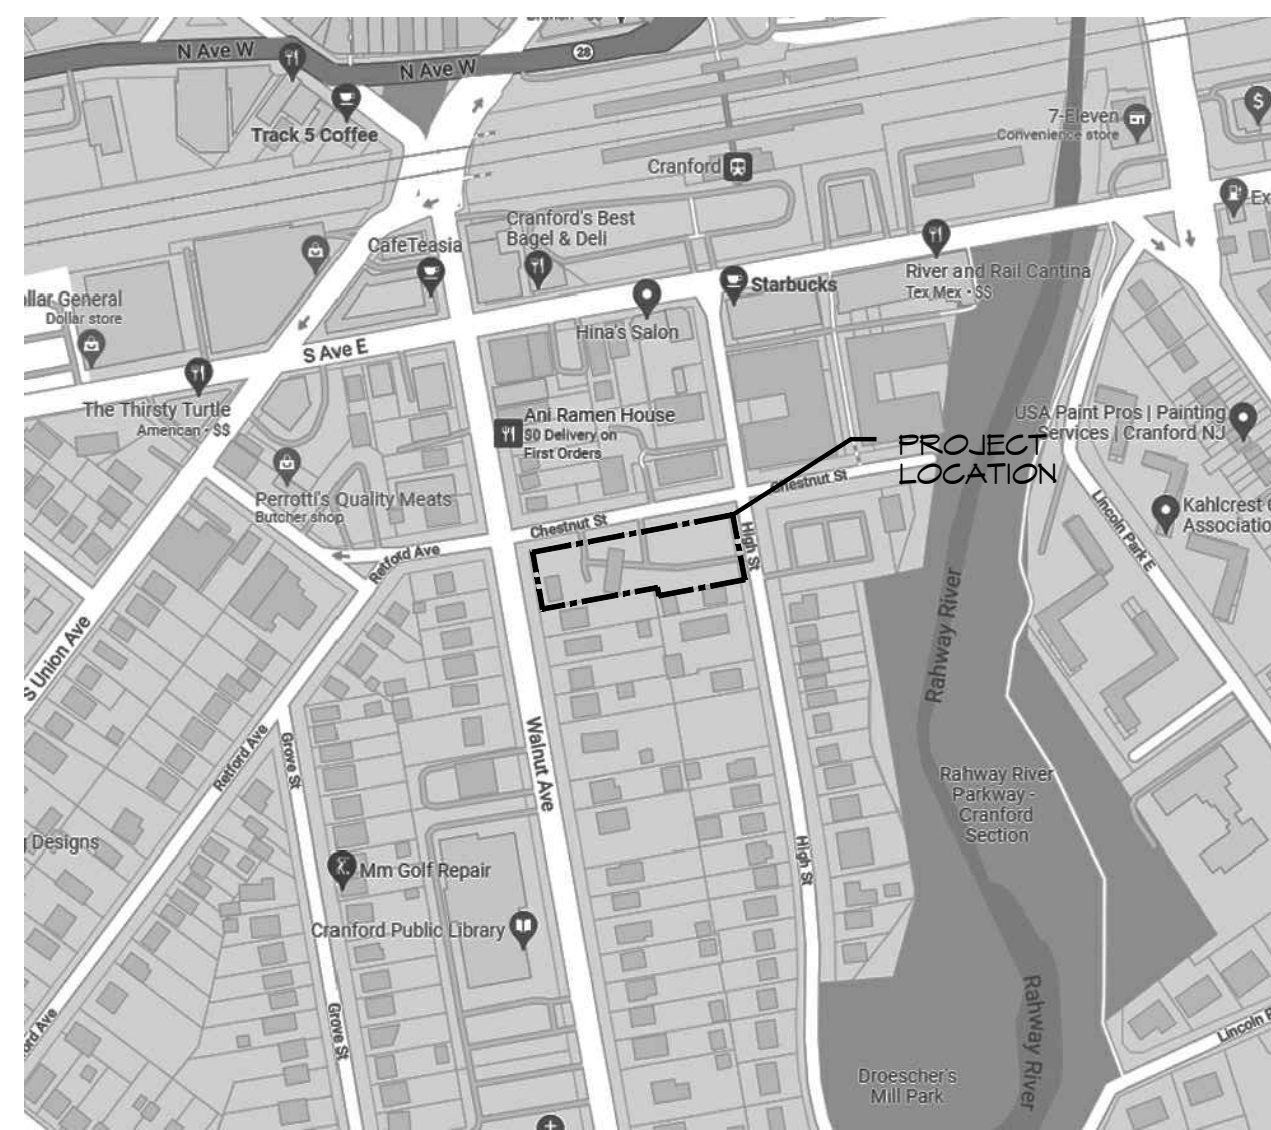 N Ave W
28
N Ave W
Track 5 Coffee
7-Eleven
Convenience store
Cranford
Cranford's Best
Bagel & Deli
CafeTeasia
River and Rail Cantina
Tex Mex • $$
Starbucks
Hina's Salon
llar General
Dollar store
S Ave E
Ex
The Thirsty Turtle
American • $$
Ani Ramen House
$0 Delivery on
First Orders
USA Paint Pros | Painting
Services | Cranford NJ
PROJECT
LOCATION
Perrotti's Quality Meats
Butcher shop
Chestnut St
Chestnut St
Kahlcrest
Associatio
Retford Ave
High St
Lincoln Park E
Rahway River
S Union Ave
Retford Ave
Grove St
Walnut Ave
Rahway River
Parkway -
Cranford
Section
Designs
Mm Golf Repair
High St
Cranford Public Library
Grove St
Rahway River
Lincoln
ord Ave
Droescher's
Mill Park